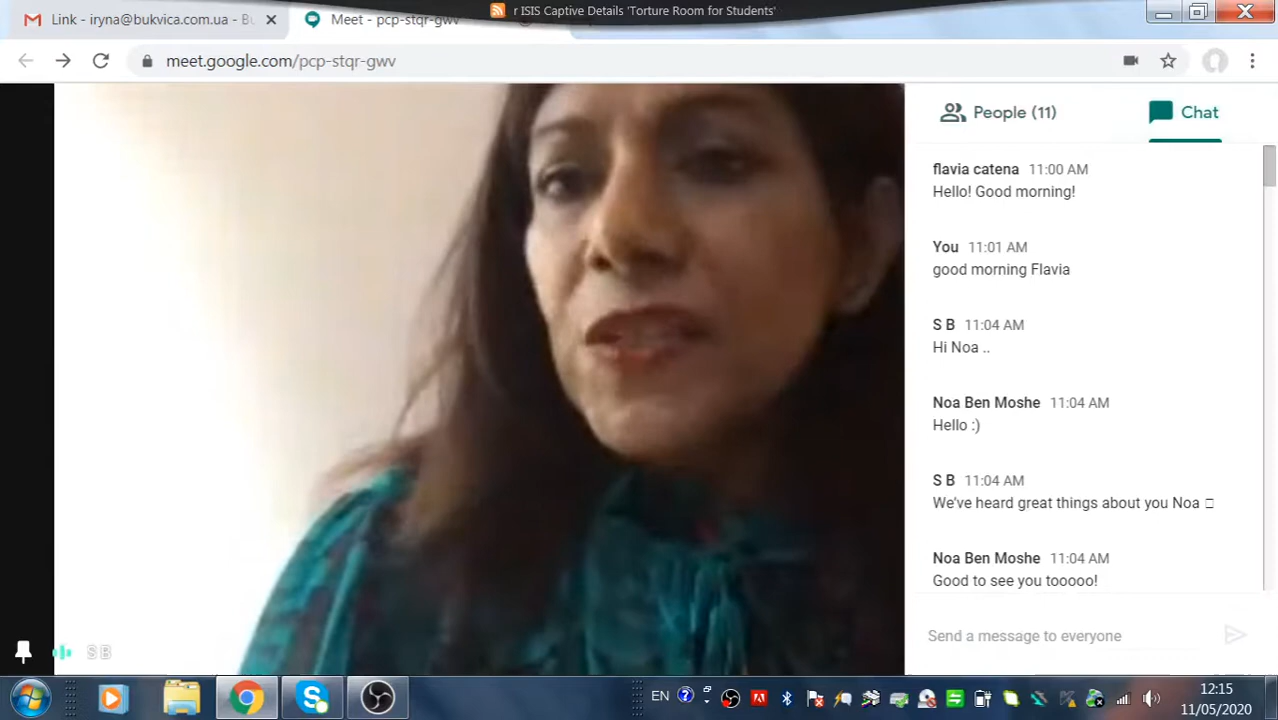 r ISIS Captive Details 'Torture Room for Students'
Link - iryna@bukvica.com.ua - Bu
Meet - pcp-stqr-gwv
meet.google.com/pcp-stqr-gwv
People (11)
Chat
flavia catena 11:00 AM
Hello! Good morning!
You 11:01 AM
good morning Flavia
S B 11:04 AM
Hi Noa ..
Noa Ben Moshe 11:04 AM
Hello :)
S B 11:04 AM
We've heard great things about you Noa
Noa Ben Moshe 11:04 AM
Good to see you tooooo!
Send a message to everyone
S B
EN
12:15
11/05/2020